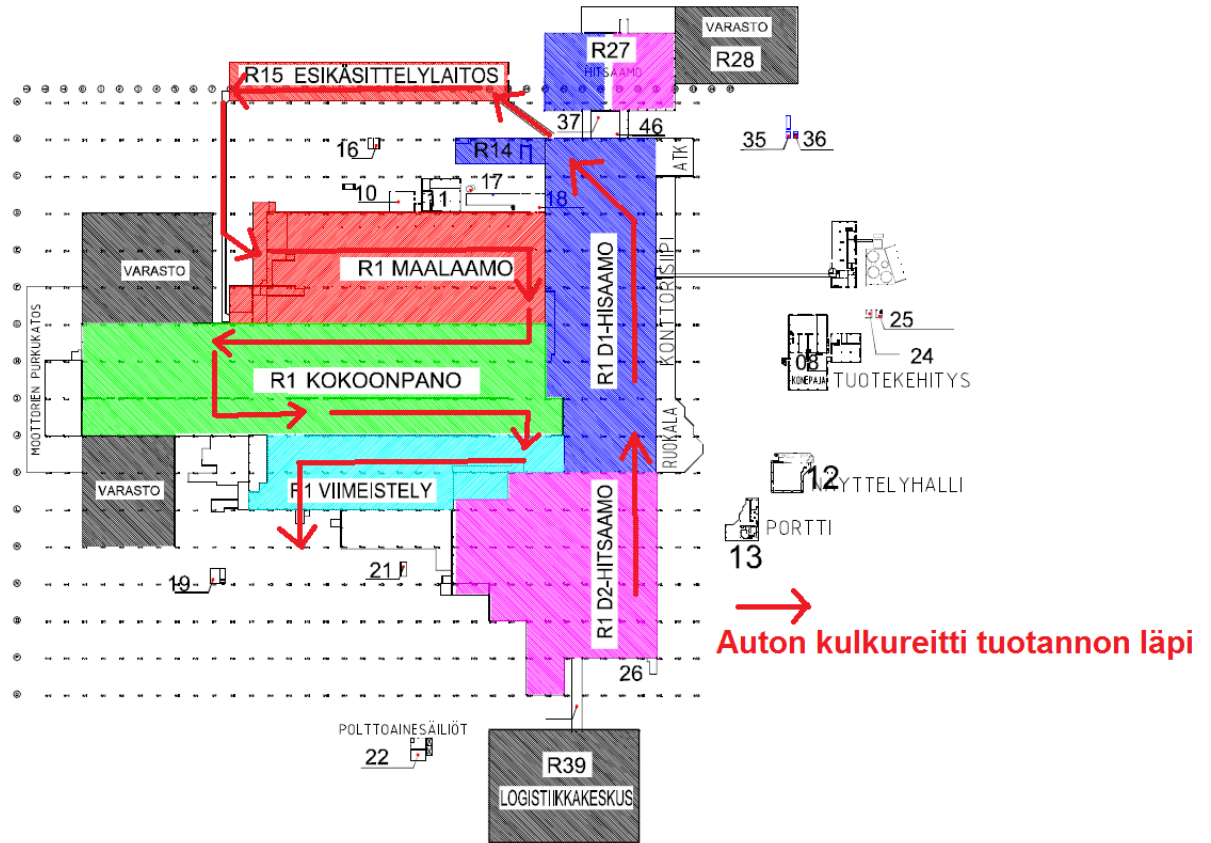 VARASTO
R28
R27
HITSÄÄMO
R15 ESIKÄSITTELYLAITOS
37
46
35
36
16
R14
ATK
10
11
17
18
VARASTO
R1 MAALAAMO
R1 D1-HISAAMO
KONTTORISIIPI
25
24
08
KONEPAJA
TUOTEKEHITYS
MOOTTORIEN PURKUKATOS
R1 KOKOONPANO
RUOKALA
VARASTO
R1 VIIMEISTELY
12
NÄYTTELYHALLI
PORTTI
13
19
21
R1 D2-HITSAAMO
Auton kulkureitti tuotannon läpi
26
POLTTOAINESÄILIÖT
22
R39
LOGISTIIKKAKESKUS